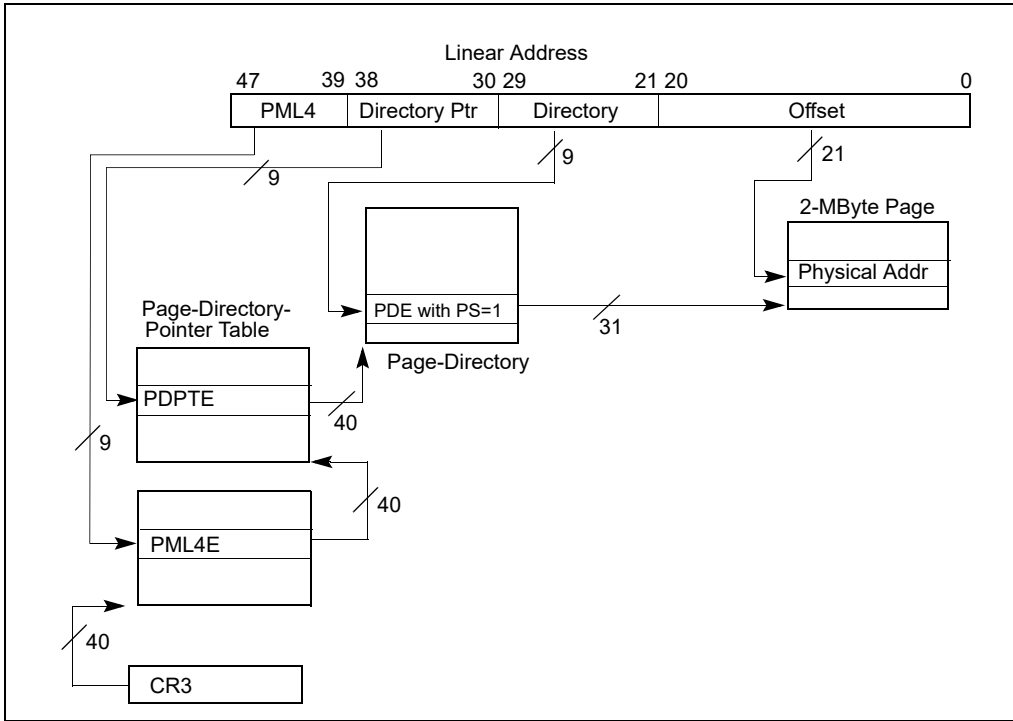 Linear Address
47 39 38 30 29 21 20 0
PML4 Directory Ptr Directory Offset
9 9 21
2-MByte Page
Physical Addr
PDE with PS=1
31
Page-Directory-
Pointer Table
Page-Directory
PDPTE
40
9
40
PML4E
40
CR3